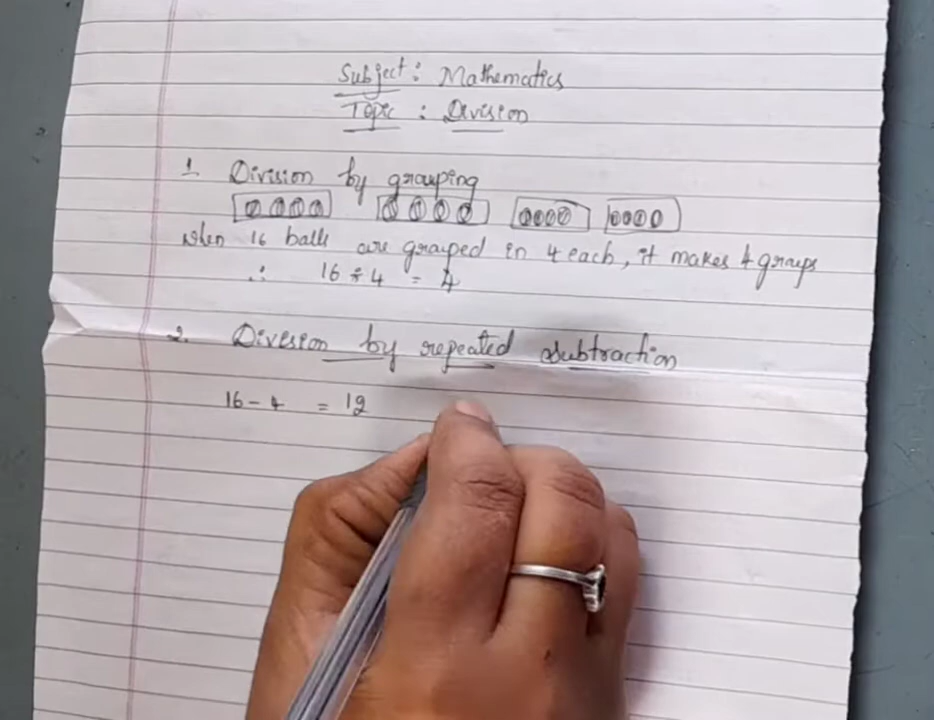 Subject: Mathematics
Topic : Division
1. Division by grouping
when 16 balls are grouped in 4 each, it makes 4 groups
∴ 16 ÷ 4 = 4
2. Division by repeated subtraction
16 - 4 = 12